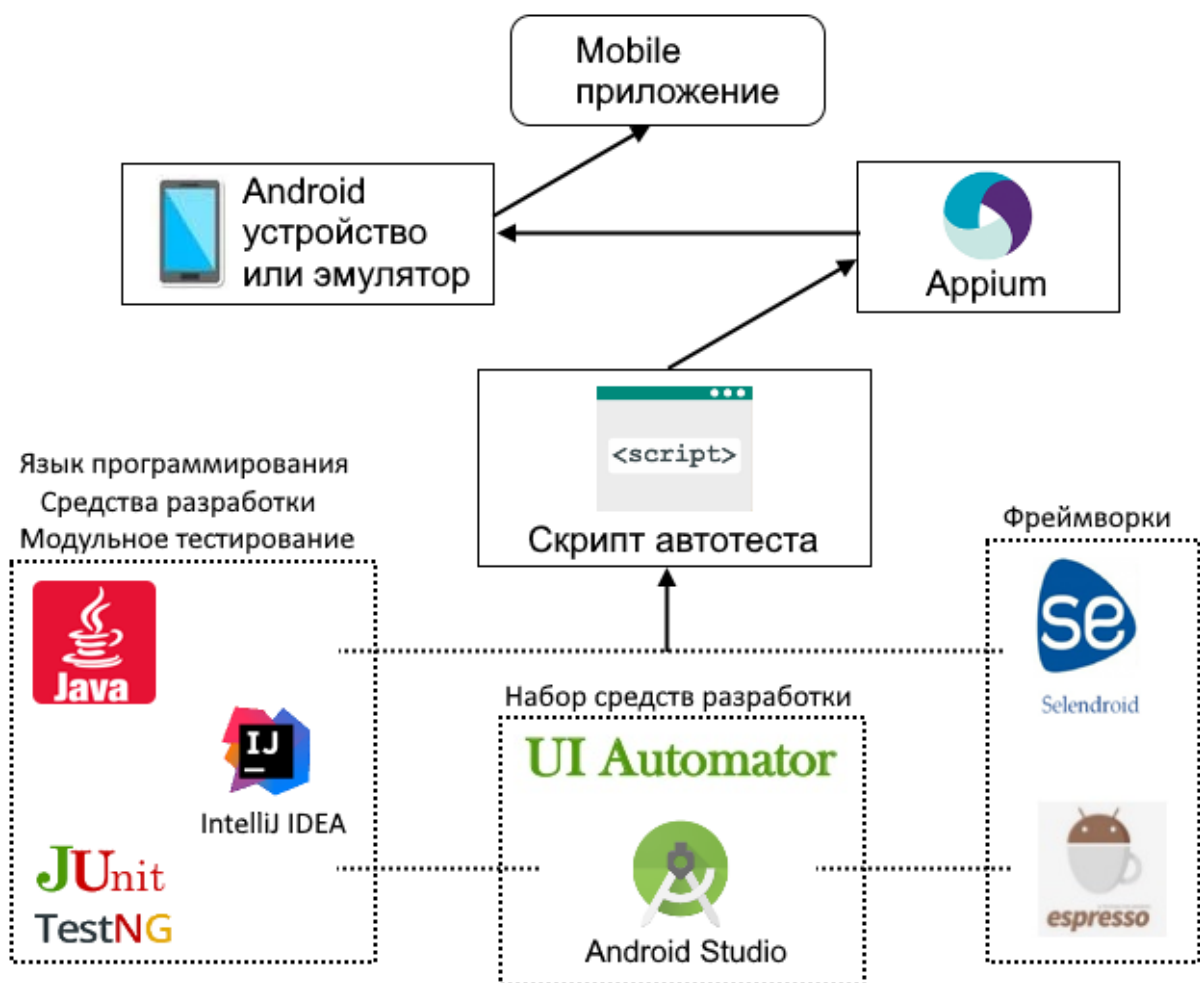 Mobile
приложение
Android
устройство
или эмулятор
Appium
<script>
Скрипт автотеста
Язык программирования
Средства разработки
Модульное тестирование
Java
IJ
IntelliJ IDEA
JUnit
TestNG
Набор средств разработки
UI Automator
Android Studio
Фреймворки
Se
Selendroid
espresso